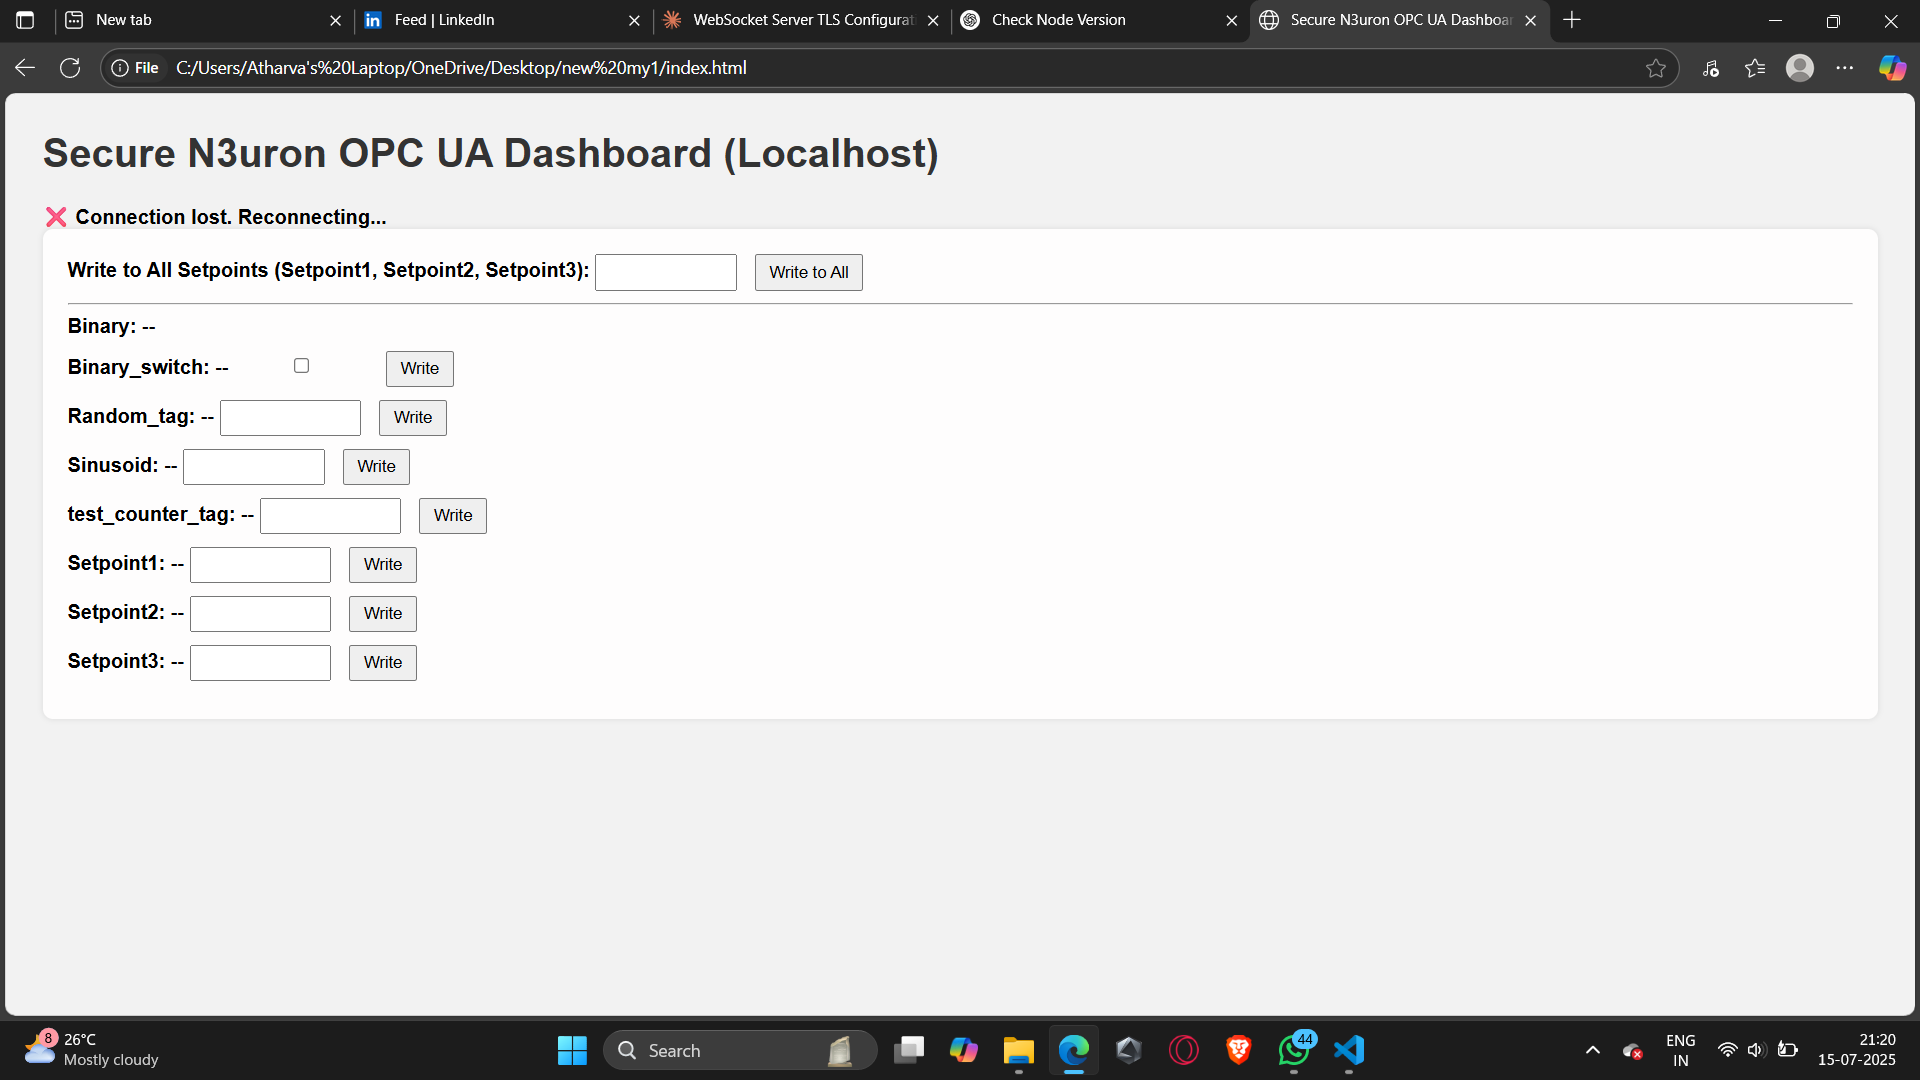 New tab
Feed | LinkedIn
WebSocket Server TLS Configurat
Check Node Version
Secure N3uron OPC UA Dashboar
File C:/Users/Atharva's%20Laptop/OneDrive/Desktop/new%20my1/index.html
Secure N3uron OPC UA Dashboard (Localhost)
❌ Connection lost. Reconnecting...
Write to All Setpoints (Setpoint1, Setpoint2, Setpoint3): Write to All
Binary: --
Binary_switch: -- Write
Random_tag: -- Write
Sinusoid: -- Write
test_counter_tag: -- Write
Setpoint1: -- Write
Setpoint2: -- Write
Setpoint3: -- Write
8
26°C
Mostly cloudy
Search
44
ENG
IN
21:20
15-07-2025